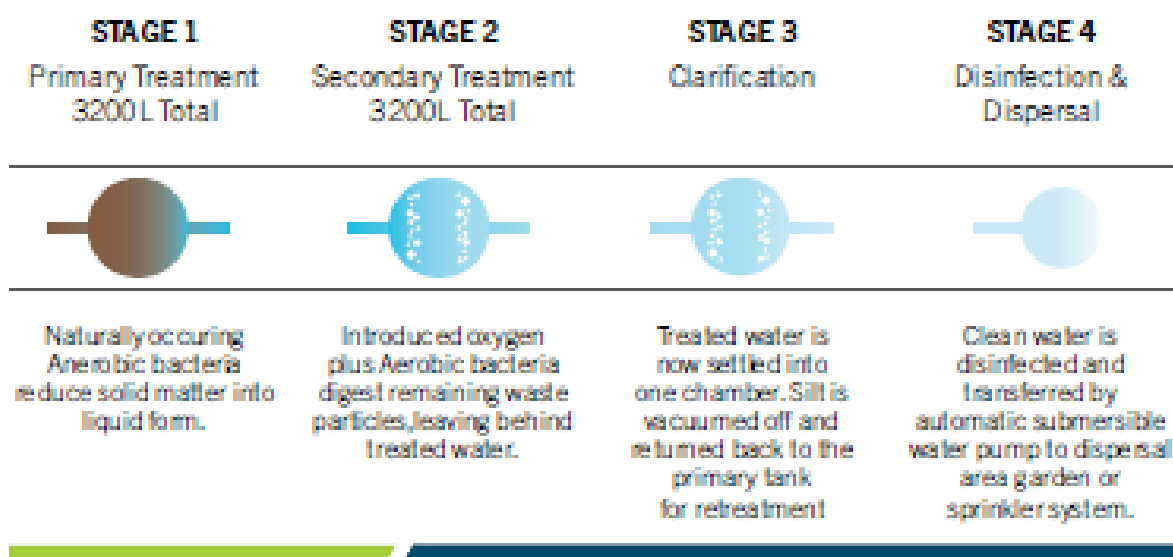 STAGE 1
Primary Treatment
3200L Total
Naturally occuring
Anerobic bacteria
reduce solid matter into
liquid form.
STAGE 2
Secondary Treatment
3200L Total
Introduced oxygen
plus Aerobic bacteria
digest remaining waste
particles,leaving behind
treated water.
STAGE 3
Clarification
Treated water is
now settled into
one chamber. Silt is
vacuumed off and
returned back to the
primary tank
for retreatment
STAGE 4
Disinfection &
Dispersal
Clean water is
disinfected and
transferred by
automatic submersible
water pump to dispersal
area garden or
sprinkler system.